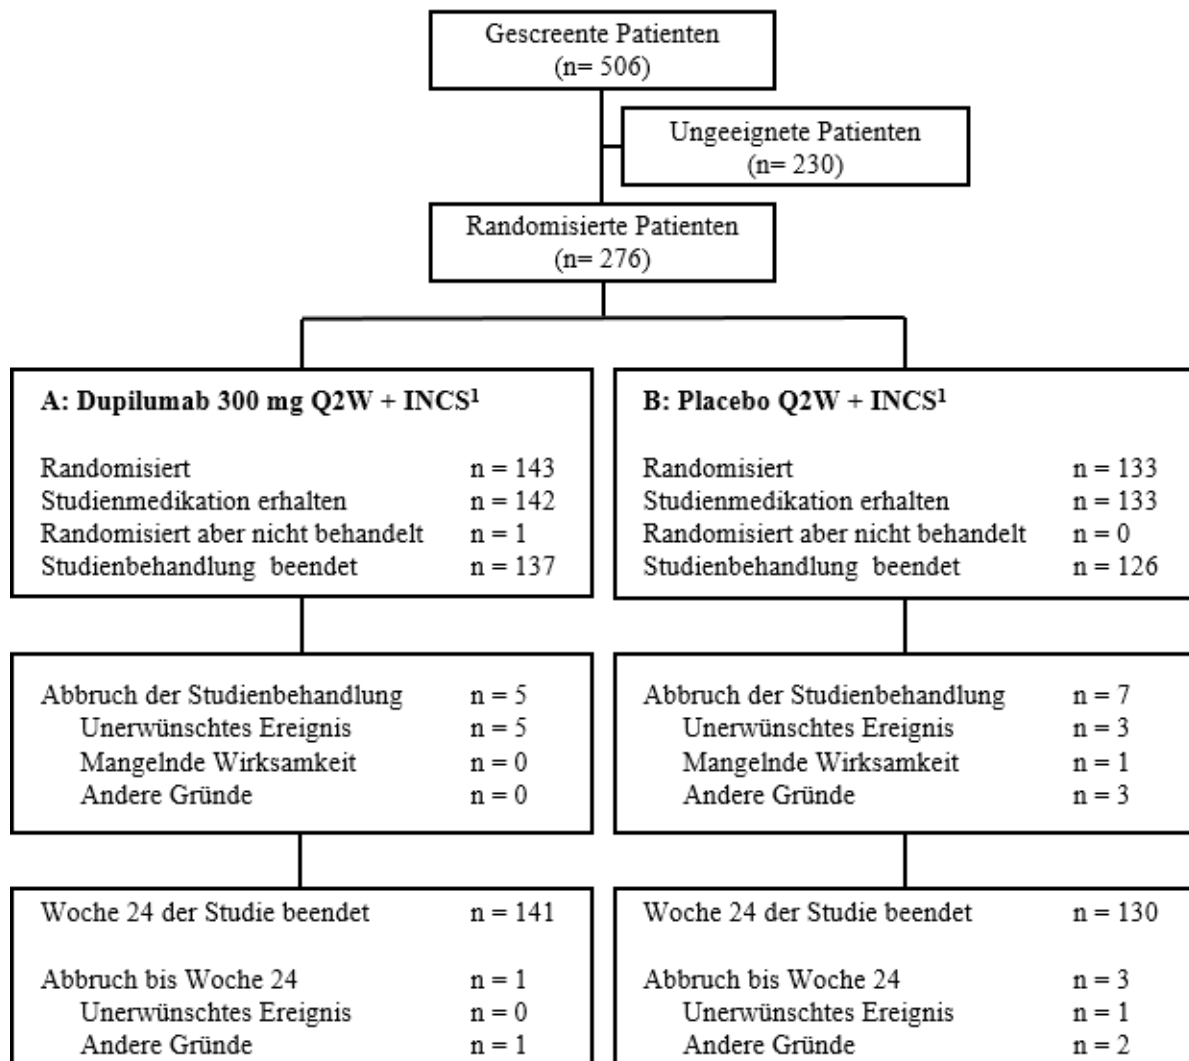 Gescreente Patienten
(n= 506)
Ungeeignete Patienten
(n= 230)
Randomisierte Patienten
(n= 276)
A: Dupilumab 300 mg Q2W + INCS¹
Randomisiert n = 143
Studienmedikation erhalten n = 142
Randomisiert aber nicht behandelt n = 1
Studienbehandlung beendet n = 137
Abbruch der Studienbehandlung n = 5
Unerwünschtes Ereignis n = 5
Mangelnde Wirksamkeit n = 0
Andere Gründe n = 0
Woche 24 der Studie beendet n = 141
Abbruch bis Woche 24 n = 1
Unerwünschtes Ereignis n = 0
Andere Gründe n = 1
B: Placebo Q2W + INCS¹
Randomisiert n = 133
Studienmedikation erhalten n = 133
Randomisiert aber nicht behandelt n = 0
Studienbehandlung beendet n = 126
Abbruch der Studienbehandlung n = 7
Unerwünschtes Ereignis n = 3
Mangelnde Wirksamkeit n = 1
Andere Gründe n = 3
Woche 24 der Studie beendet n = 130
Abbruch bis Woche 24 n = 3
Unerwünschtes Ereignis n = 1
Andere Gründe n = 2